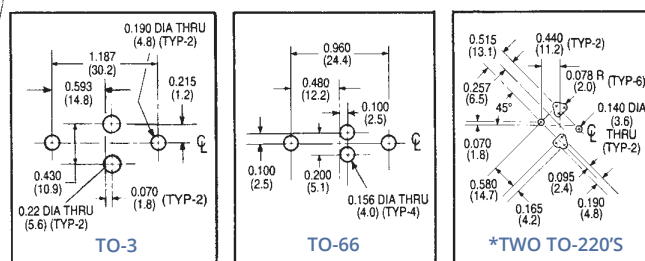 0.190 DIA THRU
(4.8) (TYP-2)
1.187
(30.2)
0.593
(14.8)
0.215
(1.2)
C L
0.430
(10.9)
0.070
(1.8) (TYP-2)
0.22 DIA THRU
(5.6) (TYP-2)
TO-3
0.960
(24.4)
0.480
(12.2)
0.100
(2.5)
C L
0.100
(2.5)
0.200
(5.1)
0.156 DIA THRU
(4.0) (TYP-4)
TO-66
0.515
(13.1)
0.440
(11.2) (TYP-2)
0.078 R
(2.0) (TYP-6)
0.257
(6.5)
45°
0.140 DIA
(3.6)
THRU
(TYP-2)
C L
0.070
(1.8)
0.580
(14.7)
0.095
(2.4)
0.165
(4.2)
0.190
(4.8)
*TWO TO-220'S